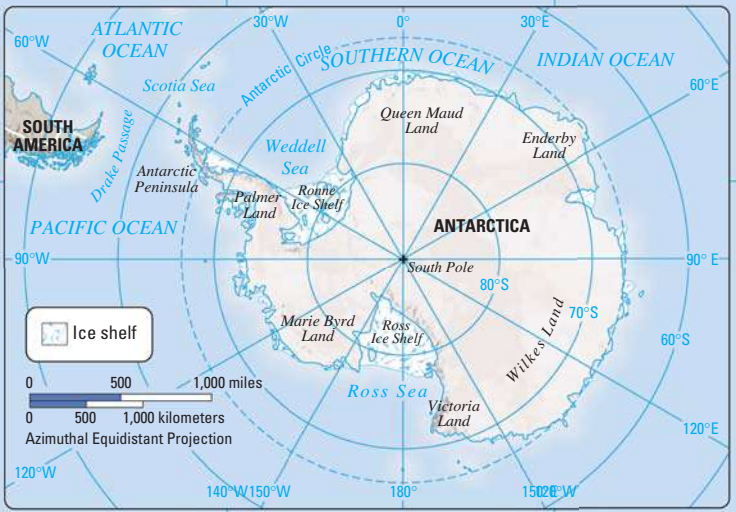 ATLANTIC
OCEAN
30°W
0°
30°E
60°W
Antarctic Circle
SOUTHERN OCEAN
INDIAN OCEAN
Scotia Sea
60°E
SOUTH
AMERICA
Drake Passage
Queen Maud
Land
Enderby
Land
Weddell
Sea
Antarctic
Peninsula
Palmer
Land
Ronne
Ice Shelf
PACIFIC OCEAN
ANTARCTICA
90°W
South Pole
90° E
80°S
70°S
60°S
Ice shelf
Marie Byrd
Land
Ross
Ice Shelf
Wilkes Land
0 500 1,000 miles
0 500 1,000 kilometers
Azimuthal Equidistant Projection
Ross Sea
Victoria
Land
120°E
120°W
140°W
150°W
180°